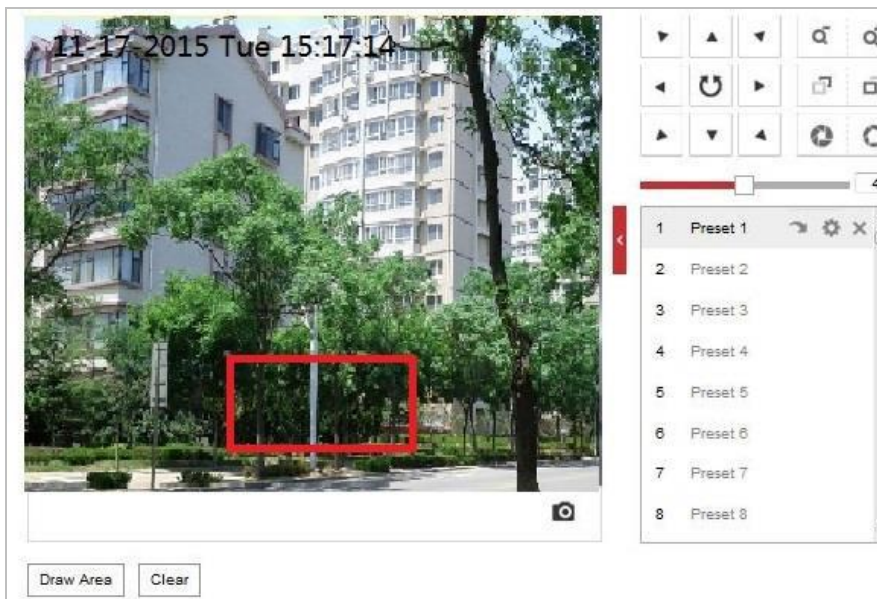 11-17-2015 Tue 15:17:14
4
1 Preset 1
2 Preset 2
3 Preset 3
4 Preset 4
5 Preset 5
6 Preset 6
7 Preset 7
8 Preset 8
Draw Area Clear